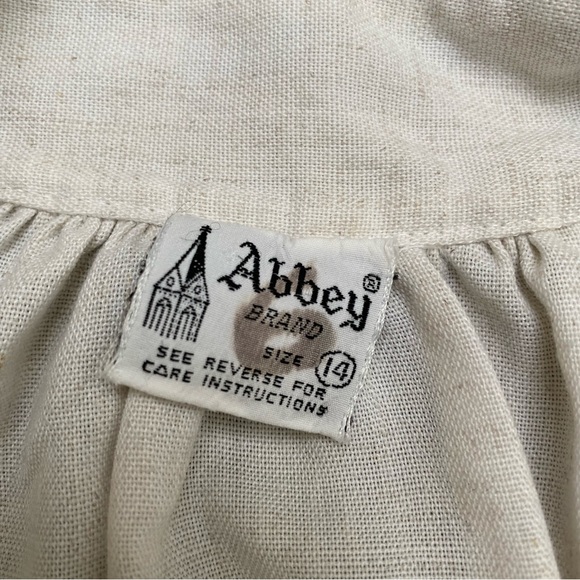 Abbey®
BRAND
SIZE 14
SEE REVERSE FOR
CARE INSTRUCTIONS